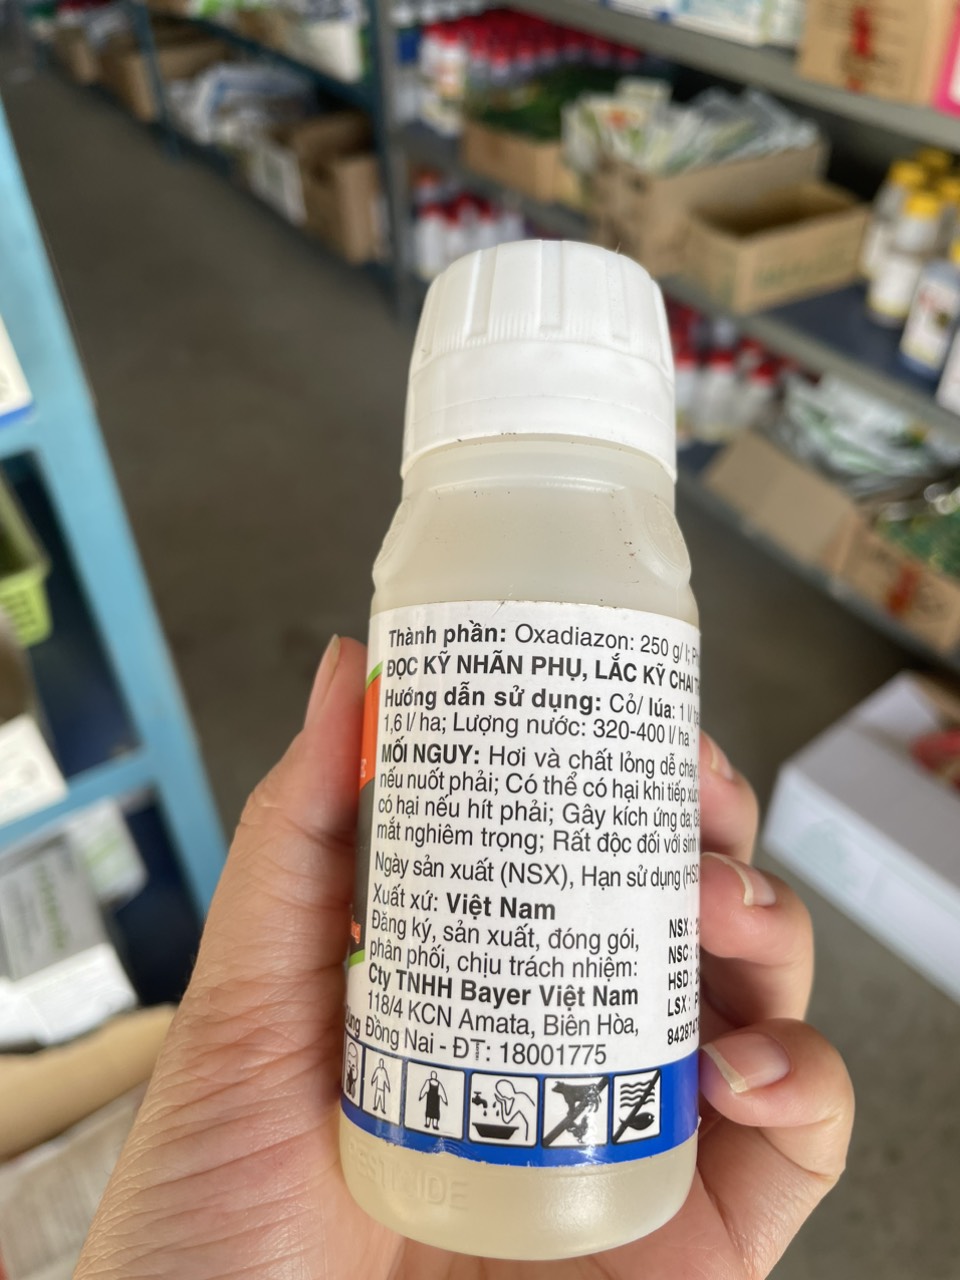 Thành phần: Oxadiazon: 250 g/ l;
ĐỌC KỸ NHÃN PHỤ, LẮC KỸ CHAI
Hướng dẫn sử dụng: Cỏ/ lúa: 1 l/
1,6 l/ ha; Lượng nước: 320-400 l/ ha -
MỐI NGUY: Hơi và chất lỏng dễ cháy
nếu nuốt phải; Có thể có hại khi tiếp xúc
có hại nếu hít phải; Gây kích ứng da;
mắt nghiêm trọng; Rất độc đối với sinh
Ngày sản xuất (NSX), Hạn sử dụng (HSD
Xuất xứ: Việt Nam
Đăng ký, sản xuất, đóng gói,
phân phối, chịu trách nhiệm:
Cty TNHH Bayer Việt Nam
118/4 KCN Amata, Biên Hòa,
Đồng Nai - ĐT: 18001775
NSX:
NSC:
HSD:
LSX: P